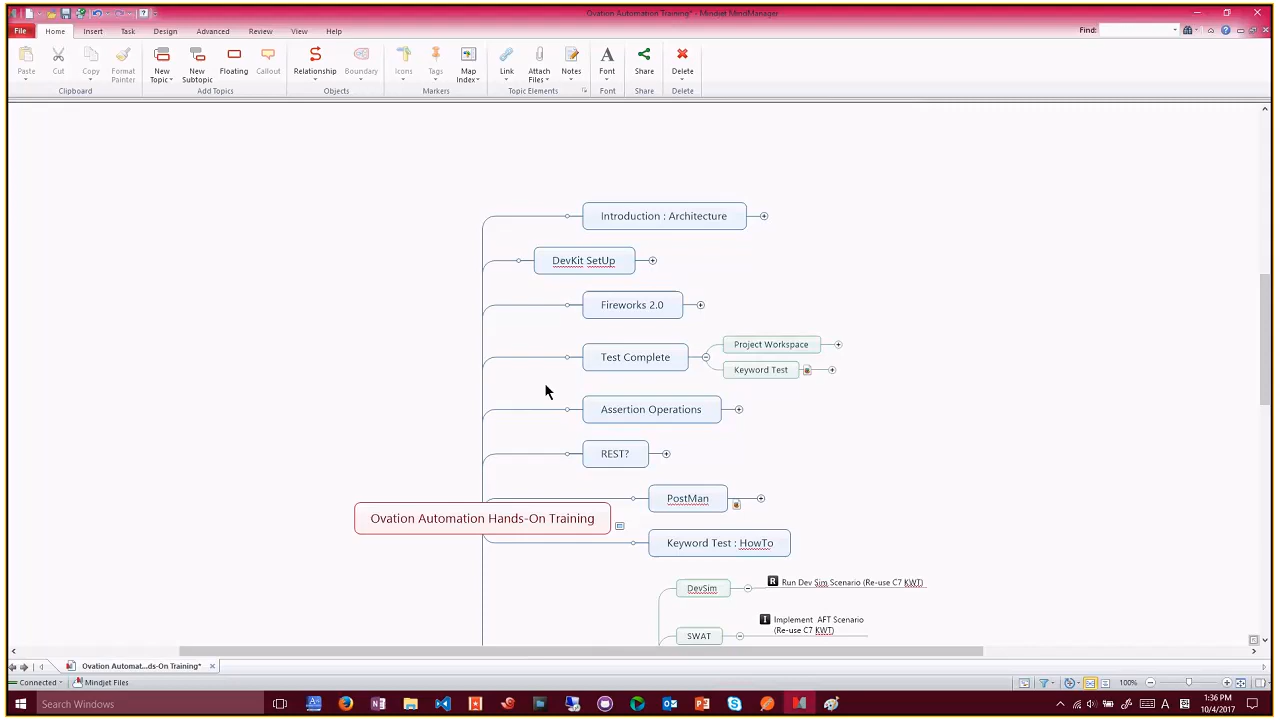 Ovation Automation Training* - Mindjet MindManager
File Home Insert Task Design Advanced Review View Help
Find:
Paste Cut Copy Format Painter New Topic New Subtopic Floating Callout Relationship Boundary Icons Tags Map Index Link Attach Files Notes Font Share Delete
Clipboard Add Topics Objects Markers Topic Elements Font Share Delete
Introduction : Architecture
DevKit SetUp
Fireworks 2.0
Test Complete
Project Workspace
Keyword Test
Assertion Operations
REST?
PostMan
Ovation Automation Hands-On Training
Keyword Test : HowTo
DevSim
R Run Dev Sim Scenario (Re-use C7 KWT)
SWAT
I Implement AFT Scenario
(Re-use C7 KWT)
Ovation Automat...ds-On Training*
Connected Mindjet Files 100%
Search Windows
1:36 PM
10/4/2017